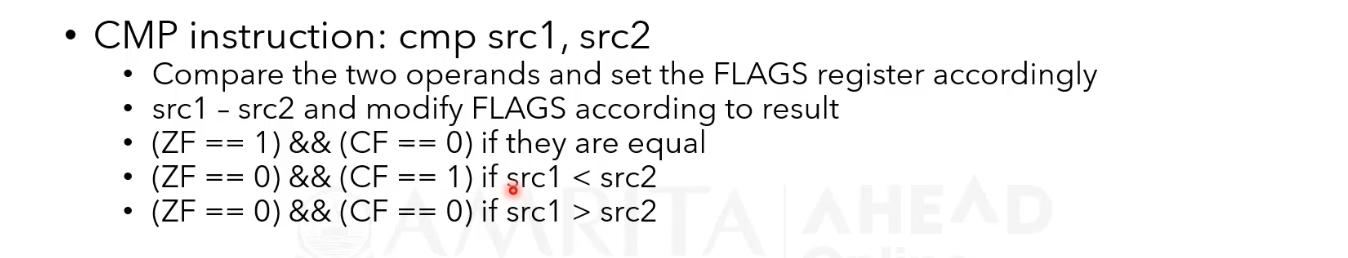 • CMP instruction: cmp src1, src2
• Compare the two operands and set the FLAGS register accordingly
• src1 – src2 and modify FLAGS according to result
• (ZF == 1) && (CF == 0) if they are equal
• (ZF == 0) && (CF == 1) if src1 < src2
• (ZF == 0) && (CF == 0) if src1 > src2
AMRITA AHEAD
Online